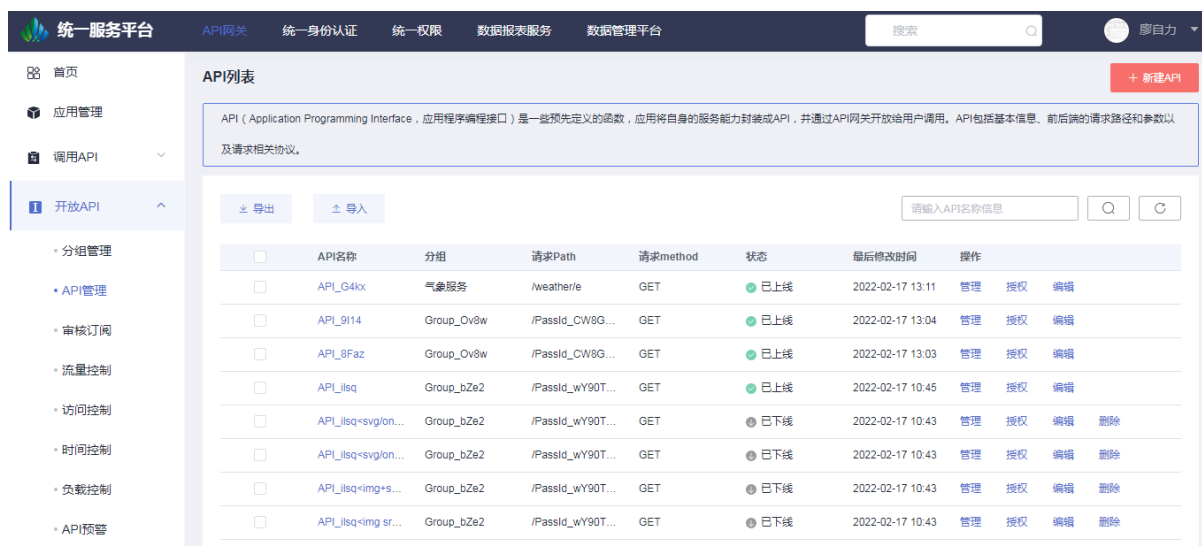 统一服务平台 API网关 统一身份认证 统一权限 数据报表服务 数据管理平台 搜索 廖自力
首页
应用管理
调用API
开放API
分组管理
API管理
审核订阅
流量控制
访问控制
时间控制
负载控制
API预警
API列表 + 新建API
API ( Application Programming Interface , 应用程序编程接口 ) 是一些预先定义的函数 , 应用将自身的服务能力封装成API , 并通过API网关开放给用户调用。API包括基本信息、前后端的请求路径和参数以
及请求相关协议。
导出 导入 请输入API名称信息
API名称 分组 请求Path 请求method 状态 最后修改时间 操作
API_G4kx 气象服务 /weather/e GET 已上线 2022-02-17 13:11 管理 授权 编辑
API_9I14 Group_Ov8w /PassId_CW8G... GET 已上线 2022-02-17 13:04 管理 授权 编辑
API_8Faz Group_Ov8w /PassId_CW8G... GET 已上线 2022-02-17 13:03 管理 授权 编辑
API_ilsq Group_bZe2 /PassId_wY90T... GET 已上线 2022-02-17 10:45 管理 授权 编辑
API_ilsq<svg/on... Group_bZe2 /PassId_wY90T... GET 已下线 2022-02-17 10:43 管理 授权 编辑 删除
API_ilsq<svg/on... Group_bZe2 /PassId_wY90T... GET 已下线 2022-02-17 10:43 管理 授权 编辑 删除
API_ilsq<img+s... Group_bZe2 /PassId_wY90T... GET 已下线 2022-02-17 10:43 管理 授权 编辑 删除
API_ilsq<img sr... Group_bZe2 /PassId_wY90T... GET 已下线 2022-02-17 10:43 管理 授权 编辑 删除